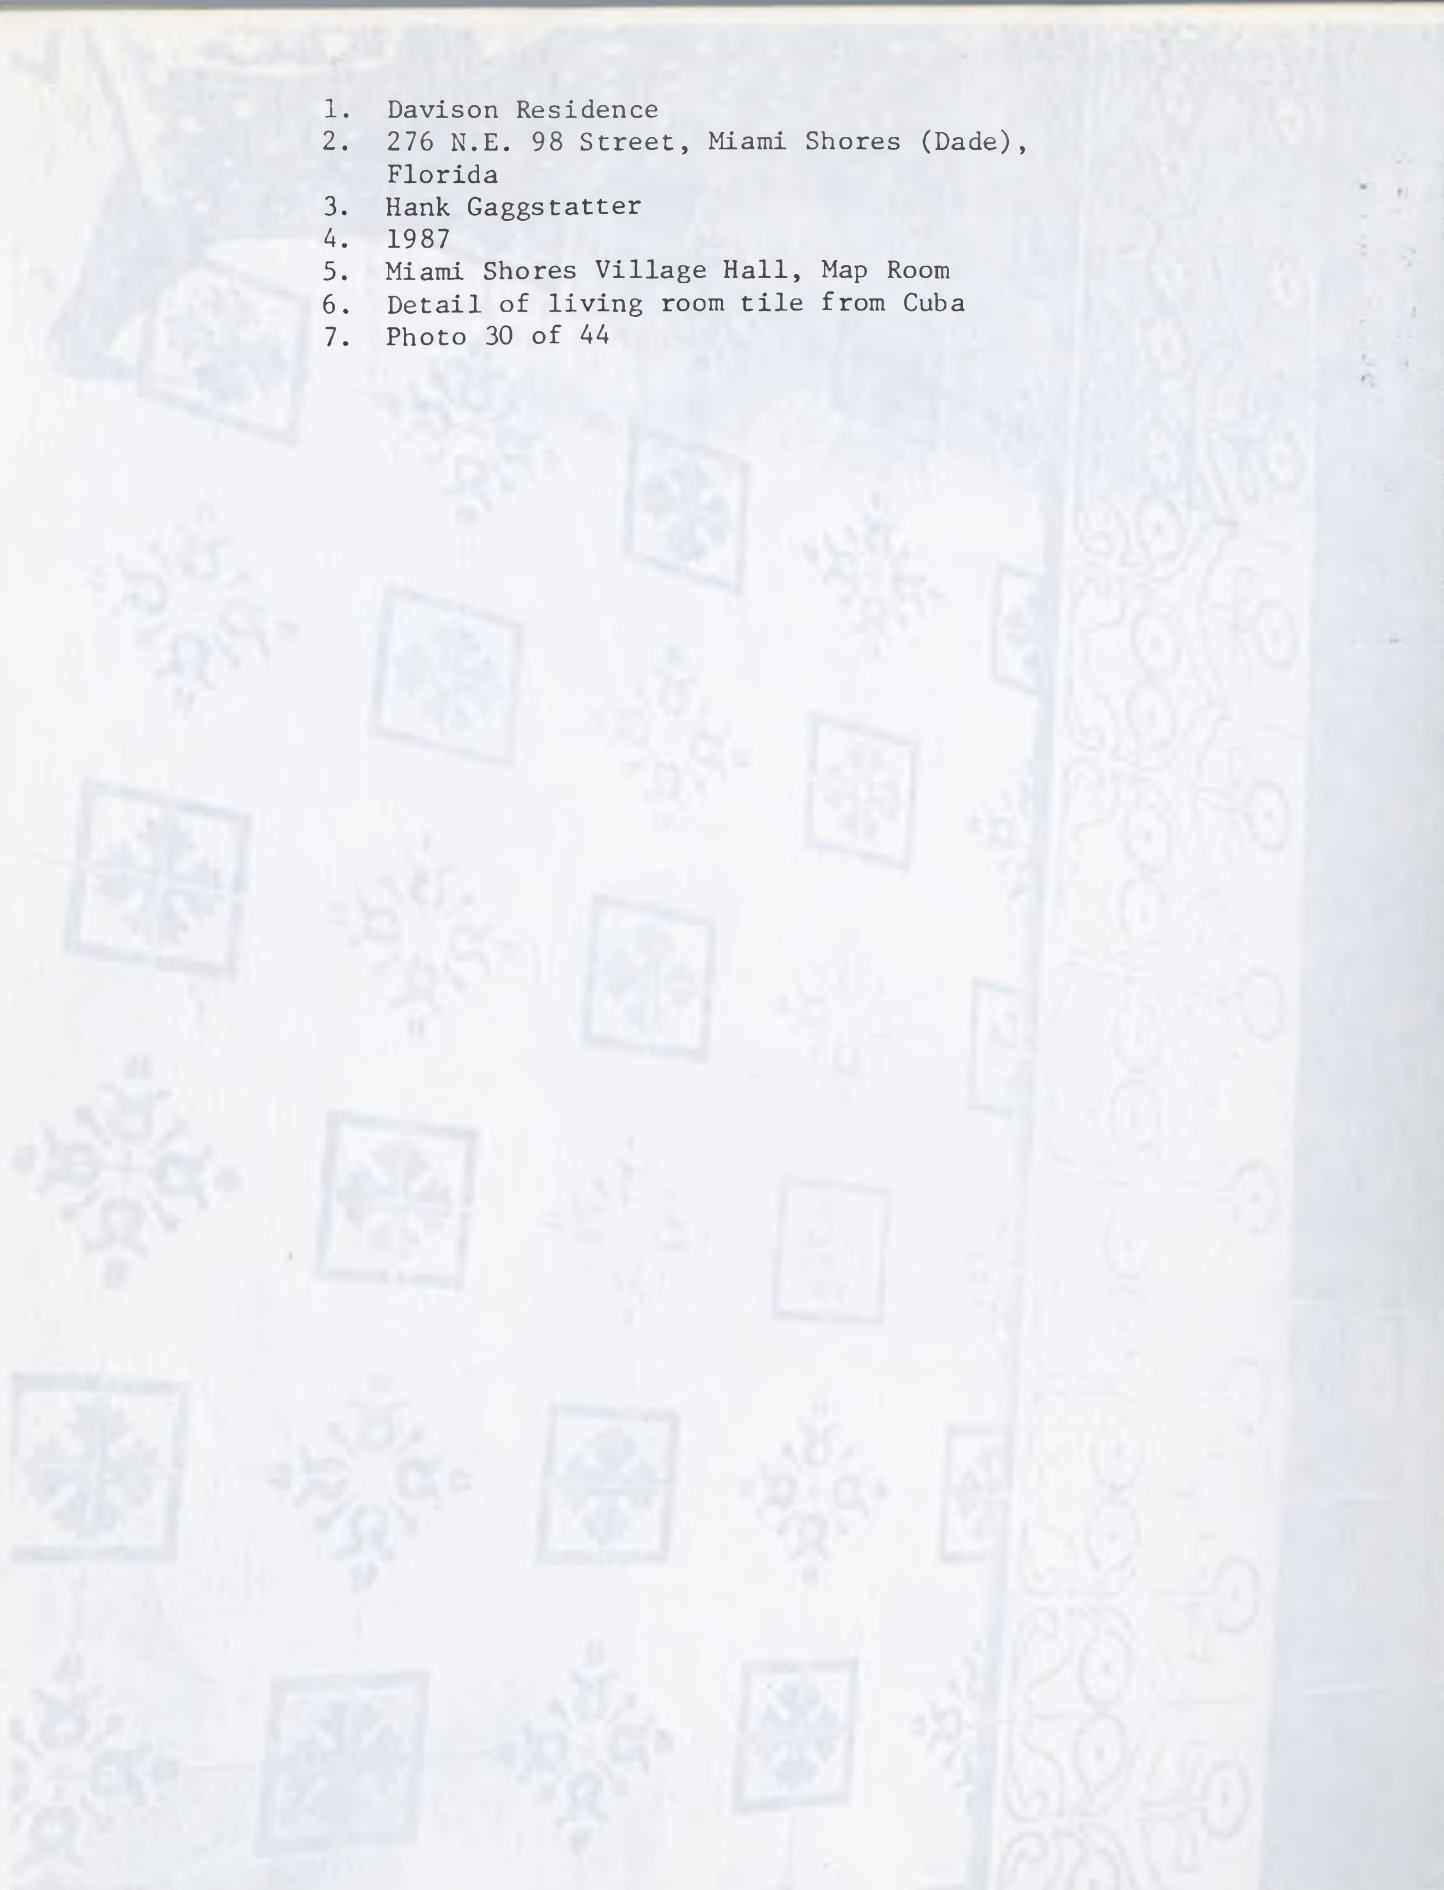 1. Davison Residence
2. 276 N.E. 98 Street, Miami Shores (Dade),
Florida
3. Hank Gaggstatter
4. 1987
5. Miami Shores Village Hall, Map Room
6. Detail of living room tile from Cuba
7. Photo 30 of 44